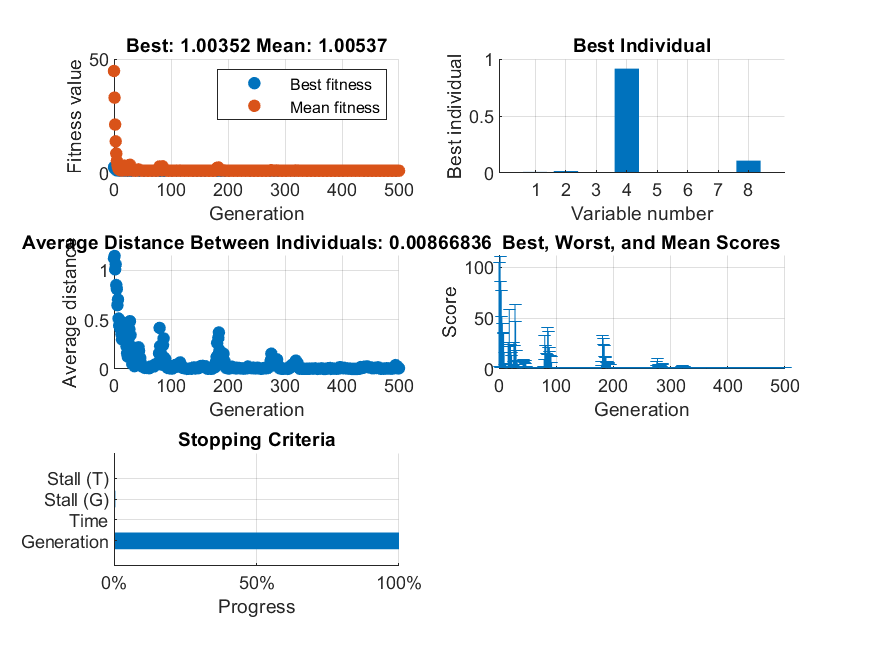 Best: 1.00352 Mean: 1.00537
Fitness value
50
0
Best fitness
Mean fitness
0 100 200 300 400 500
Generation
Best Individual
Best individual
1
0.5
0
1 2 3 4 5 6 7 8
Variable number
Average Distance Between Individuals: 0.00866836
Average distance
1
0.5
0
0 100 200 300 400 500
Generation
Best, Worst, and Mean Scores
Score
100
50
0
0 100 200 300 400 500
Generation
Stopping Criteria
Stall (T)
Stall (G)
Time
Generation
0% 50% 100%
Progress